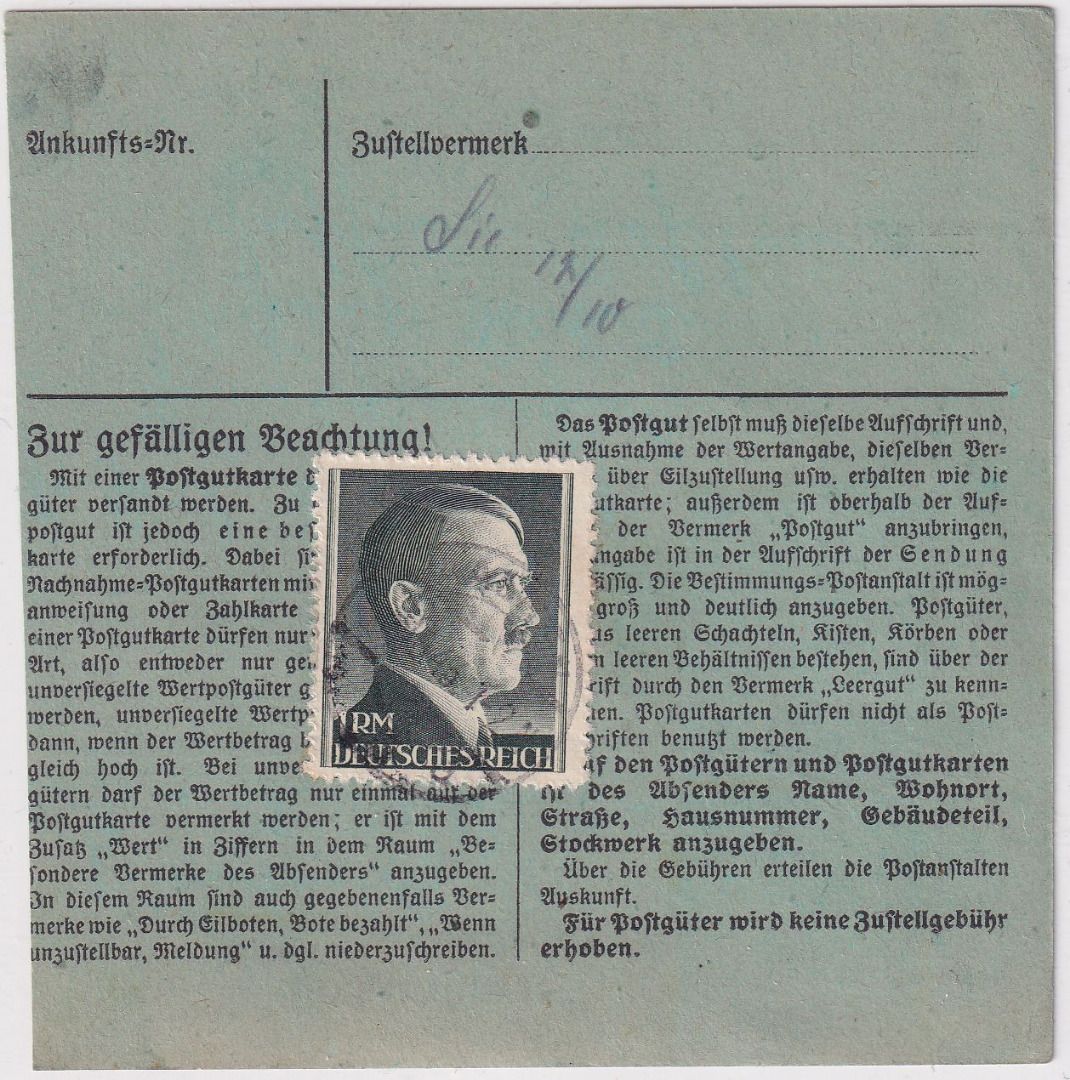 Ankunfts-Nr.
Zustellvermerk
12/10
Zur gefälligen Beachtung!
Mit einer Postgutkarte
güter versandt werden. Zu
postgut ist jedoch eine
karte erforderlich. Dabei
Nachnahme-Postgutkarten
anweisung oder Zahlkarte
einer Postgutkarte dürfen nur
Art, also entweder nur
unversiegelte Wertpostgüter
werden, unversiegelte
dann, wenn der Wertbetrag
gleich hoch ist. Bei
gütern darf der Wertbetrag nur einmal auf der
Postgutkarte vermerkt werden; er ist mit dem
Zusatz „Wert“ in Ziffern in dem Raum „Be-
sondere Vermerke des Absenders“ anzugeben.
In diesem Raum sind auch gegebenenfalls Ver-
merke wie „Durch Eilboten, Bote bezahlt“, „Wenn
unzustellbar, Meldung“ u. dgl. niederzuschreiben.
RM
DEUTSCHES REICH
Das Postgut selbst muß dieselbe Aufschrift und,
mit Ausnahme der Wertangabe, dieselben Ver-
über Eilzustellung usw. erhalten wie die
utkarte; außerdem ist oberhalb der Auf-
der Vermerk „Postgut“ anzubringen,
ngabe ist in der Aufschrift der Sendung
ässig. Die Bestimmungs-Postanstalt ist mög-
groß und deutlich anzugeben. Postgüter,
us leeren Schachteln, Kisten, Körben oder
n leeren Behältnissen bestehen, sind über der
rift durch den Vermerk „Leergut“ zu kenn-
en. Postgutkarten dürfen nicht als Post-
riften benutzt werden.
f den Postgütern und Postgutkarten
ist des Absenders Name, Wohnort,
Straße, Hausnummer, Gebäudeteil,
Stockwerk anzugeben.
Über die Gebühren erteilen die Postanstalten
Auskunft.
Für Postgüter wird keine Zustellgebühr
erhoben.